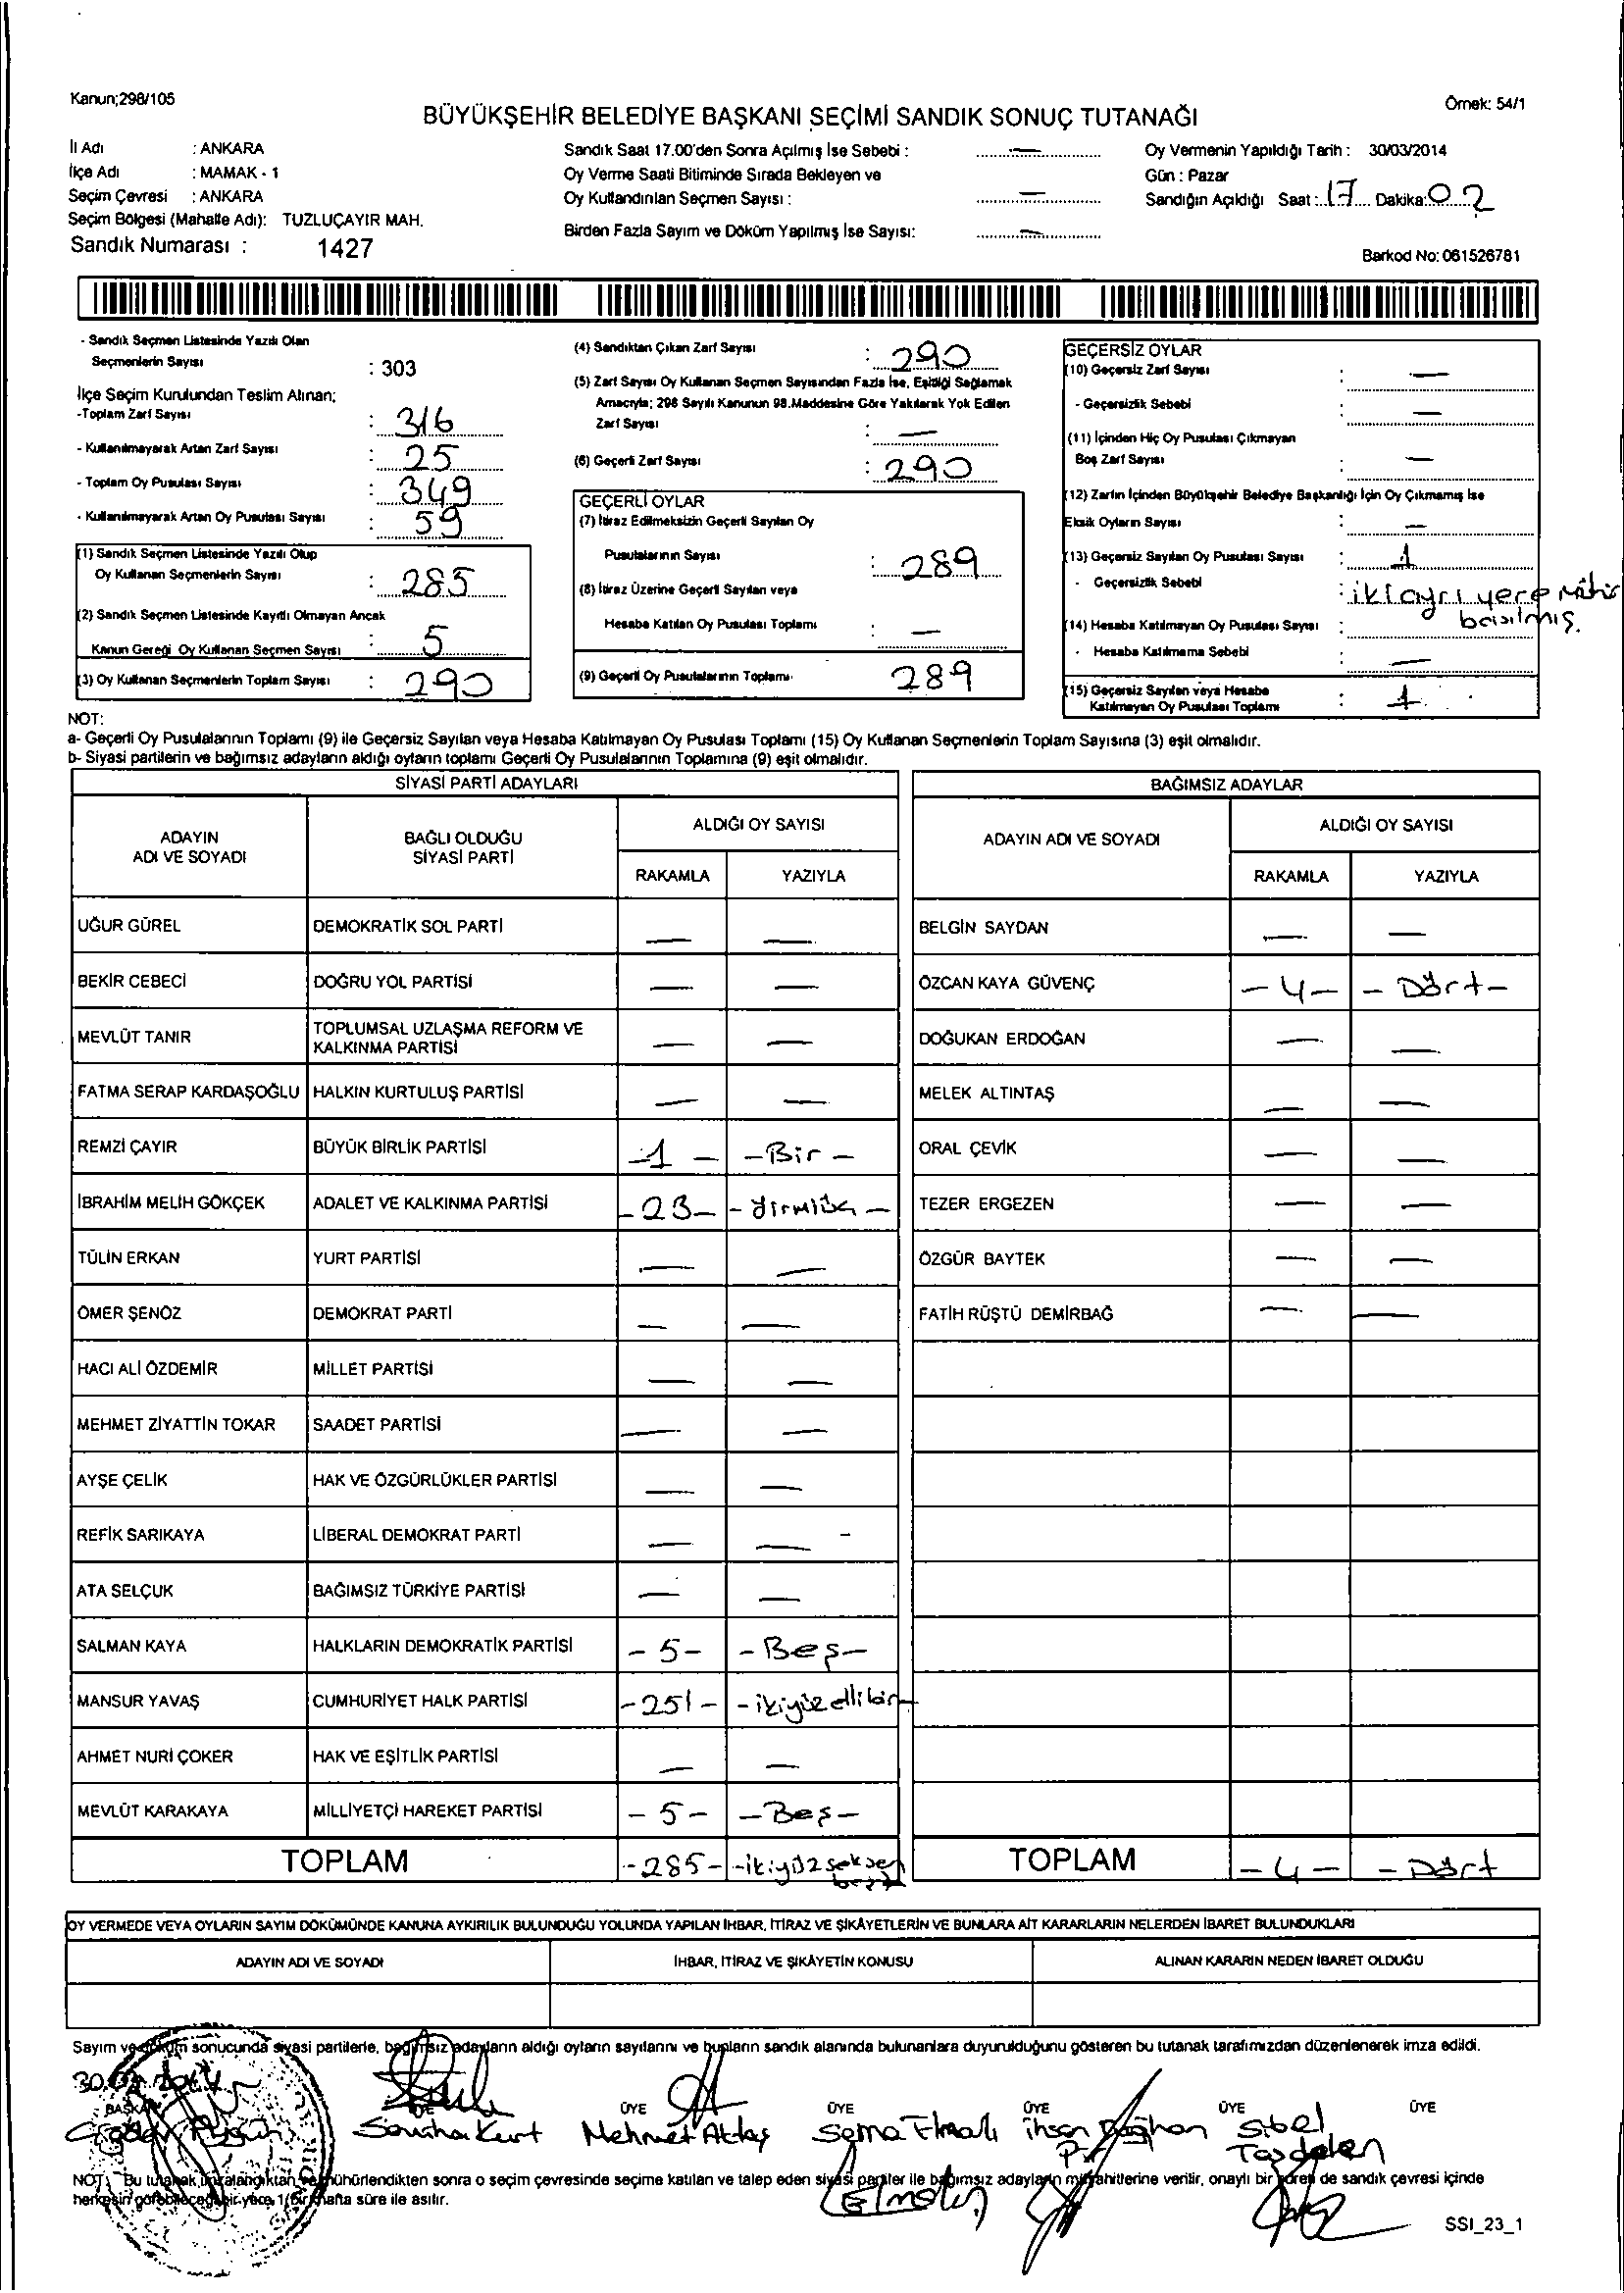 Kanun;298/105
Örnek: 54/1
BÜYÜKŞEHİR BELEDİYE BAŞKANI SEÇİMİ SANDIK SONUÇ TUTANAĞI
İl Adı : ANKARA
İlçe Adı : MAMAK - 1
Seçim Çevresi : ANKARA
Seçim Bölgesi (Mahalle Adı): TUZLUÇAYIR MAH.
Sandık Numarası : 1427
Sandık Saat 17.00'den Sonra Açılmış İse Sebebi : —
Oy Verme Saati Bitiminde Sırada Bekleyen ve
Oy Kullandırılan Seçmen Sayısı : —
Birden Fazla Sayım ve Döküm Yapılmış İse Sayısı: —
Oy Vermenin Yapıldığı Tarih : 30/03/2014
Gün : Pazar
Sandığın Açıldığı Saat : 17 Dakika: 02
Barkod No: 061526781
- Sandık Seçmen Listesinde Yazılı Olan
Seçmenlerin Sayısı : 303
İlçe Seçim Kurulundan Teslim Alınan;
-Toplam Zarf Sayısı : 316
- Kullanılmayarak Artan Zarf Sayısı : 25
- Toplam Oy Pusulası Sayısı : 349
- Kullanılmayarak Artan Oy Pusulası Sayısı : 59
(1) Sandık Seçmen Listesinde Yazılı Olup
Oy Kullanan Seçmenlerin Sayısı : 285
(2) Sandık Seçmen Listesinde Kayıtlı Olmayan Ancak
Kanun Gereği Oy Kullanan Seçmen Sayısı : 5
(3) Oy Kullanan Seçmenlerin Toplam Sayısı : 290
(4) Sandıktan Çıkan Zarf Sayısı : 290
(5) Zarf Sayısı Oy Kullanan Seçmen Sayısından Fazla İse, Eşitliği Sağlamak
Amacıyla; 298 Sayılı Kanunun 98.Maddesine Göre Yakılarak Yok Edilen
Zarf Sayısı : —
(6) Geçerli Zarf Sayısı : 290
GEÇERLİ OYLAR
(7) İtiraz Edilmeksizin Geçerli Sayılan Oy
Pusulalarının Sayısı : 289
(8) İtiraz Üzerine Geçerli Sayılan veya
Hesaba Katılan Oy Pusulası Toplamı : —
(9) Geçerli Oy Pusulalarının Toplamı 289
GEÇERSİZ OYLAR
(10) Geçersiz Zarf Sayısı : —
- Geçersizlik Sebebi : —
(11) İçinden Hiç Oy Pusulası Çıkmayan
Boş Zarf Sayısı : —
(12) Zarfın İçinden Büyükşehir Belediye Başkanlığı İçin Oy Çıkmamış İse
Eksik Oyların Sayısı : —
(13) Geçersiz Sayılan Oy Pusulası Sayısı : 1
- Geçersizlik Sebebi : iki ayrı yere mühür
basılmış.
(14) Hesaba Katılmayan Oy Pusulası Sayısı :
- Hesaba Katılmama Sebebi : —
(15) Geçersiz Sayılan veya Hesaba
Katılmayan Oy Pusulası Toplamı : 1
NOT:
a- Geçerli Oy Pusulalarının Toplamı (9) ile Geçersiz Sayılan veya Hesaba Katılmayan Oy Pusulası Toplamı (15) Oy Kullanan Seçmenlerin Toplam Sayısına (3) eşit olmalıdır.
b- Siyasi partilerin ve bağımsız adayların aldığı oyların toplamı Geçerli Oy Pusulalarının Toplamına (9) eşit olmalıdır.
SİYASİ PARTİ ADAYLARI
ADAYIN ADI VE SOYADI
BAĞLI OLDUĞU SİYASİ PARTİ
ALDIĞI OY SAYISI
RAKAMLA YAZIYLA
UĞUR GÜREL DEMOKRATİK SOL PARTİ — —
BEKİR CEBECİ DOĞRU YOL PARTİSİ — —
MEVLÜT TANIR TOPLUMSAL UZLAŞMA REFORM VE KALKINMA PARTİSİ — —
FATMA SERAP KARDAŞOĞLU HALKIN KURTULUŞ PARTİSİ — —
REMZİ ÇAYIR BÜYÜK BİRLİK PARTİSİ -1- -Bir-
İBRAHİM MELİH GÖKÇEK ADALET VE KALKINMA PARTİSİ -23-
TÜLİN ERKAN YURT PARTİSİ — —
ÖMER ŞENÖZ DEMOKRAT PARTİ — —
HACI ALİ ÖZDEMİR MİLLET PARTİSİ — —
MEHMET ZİYATTİN TOKAR SAADET PARTİSİ — —
AYŞE ÇELİK HAK VE ÖZGÜRLÜKLER PARTİSİ — —
REFİK SARIKAYA LİBERAL DEMOKRAT PARTİ — —
ATA SELÇUK BAĞIMSIZ TÜRKİYE PARTİSİ — —
SALMAN KAYA HALKLARIN DEMOKRATİK PARTİSİ -5- -Beş-
MANSUR YAVAŞ CUMHURİYET HALK PARTİSİ -251- -ikiyüzellibir-
AHMET NURİ ÇOKER HAK VE EŞİTLİK PARTİSİ — —
MEVLÜT KARAKAYA MİLLİYETÇİ HAREKET PARTİSİ -5- -Beş-
TOPLAM -285- -ikiyüzseksen beş-
BAĞIMSIZ ADAYLAR
ADAYIN ADI VE SOYADI
ALDIĞI OY SAYISI
RAKAMLA YAZIYLA
BELGİN SAYDAN — —
ÖZCAN KAYA GÜVENÇ -4- -Dört-
DOĞUKAN ERDOĞAN — —
MELEK ALTINTAŞ — —
ORAL ÇEVİK — —
TEZER ERGEZEN — —
ÖZGÜR BAYTEK — —
FATİH RÜŞTÜ DEMİRBAĞ — —
TOPLAM -4- -Dört
OY VERMEDE VEYA OYLARIN SAYIM DÖKÜMÜNDE KANUNA AYKIRILIK BULUNDUĞU YOLUNDA YAPILAN İHBAR, İTİRAZ VE ŞİKÂYETLERİN VE BUNLARA AİT KARARLARIN NELERDEN İBARET BULUNDUKLARI
ADAYIN ADI VE SOYADI İHBAR, İTİRAZ VE ŞİKÂYETİN KONUSU ALINAN KARARIN NEDEN İBARET OLDUĞU
Sayım ve döküm sonucunda siyasi partilerle, bağımsız adayların aldığı oyların sayılarını ve bunların sandık alanında bulunanlara duyurulduğunu gösteren bu tutanak tarafımızdan düzenlenerek imza edildi.
BAŞKAN ÜYE ÜYE ÜYE ÜYE ÜYE ÜYE
Kurt Mehmet Aktaş Sema ihsan Sibel
Taşdelen
NOT: Bu tutanak imzalandıktan ve mühürlendikten sonra o seçim çevresinde seçime katılan ve talep eden siyasi partiler ile bağımsız adayların müşahitlerine verilir, onaylı bir sureti de sandık çevresi içinde
herkesin görebileceği bir yere 1(Bir) hafta süre ile asılır.
SSI_23_1